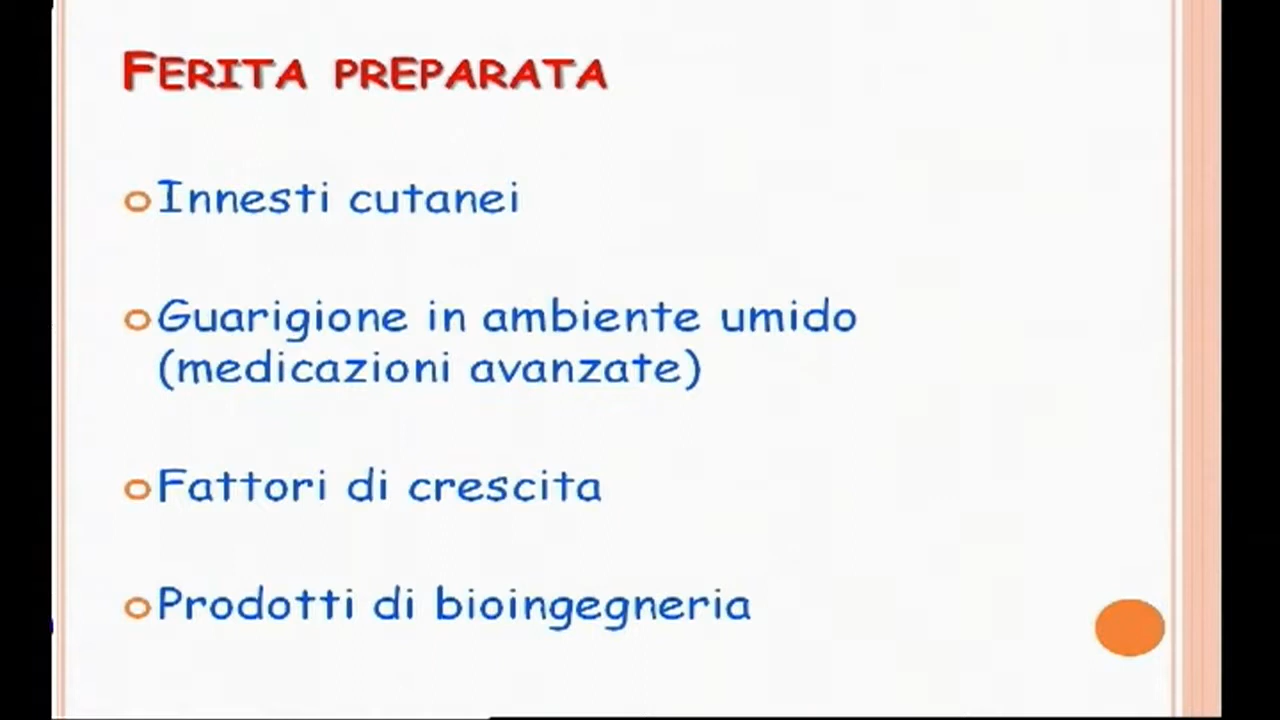 FERITA PREPARATA
Innesti cutanei
Guarigione in ambiente umido
(medicazioni avanzate)
Fattori di crescita
Prodotti di bioingegneria